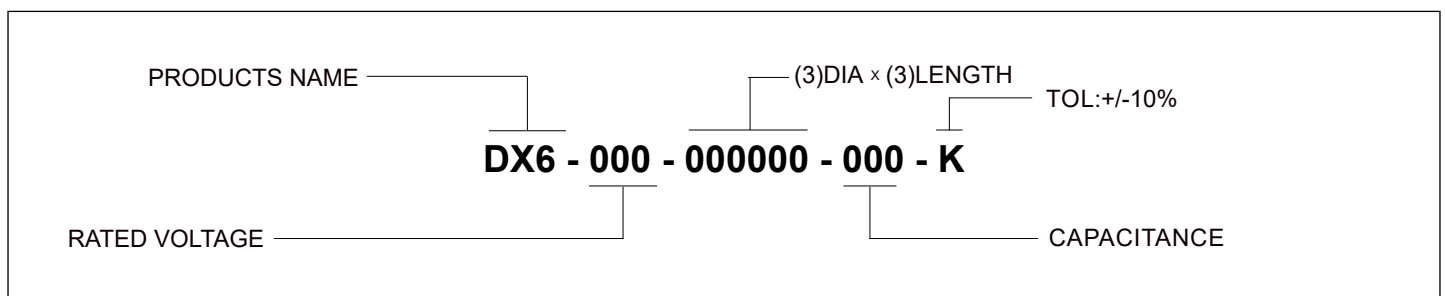 PRODUCTS NAME
(3)DIA x (3)LENGTH
TOL:+/-10%
DX6 - 000 - 000000 - 000 - K
RATED VOLTAGE
CAPACITANCE